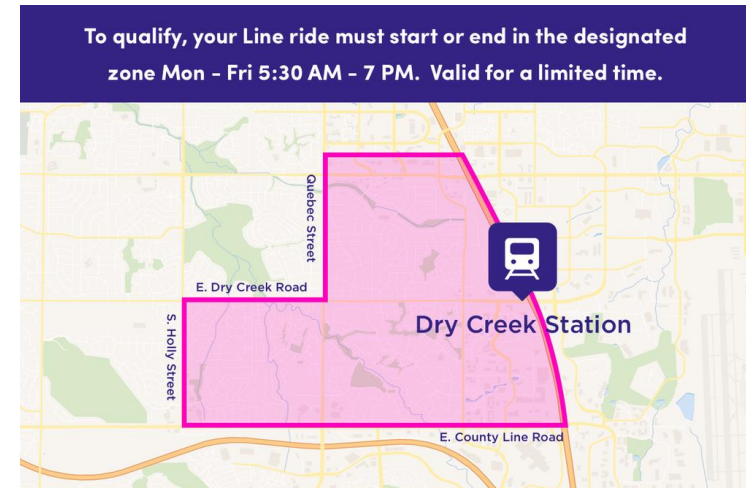 To qualify, your Line ride must start or end in the designated
zone Mon - Fri 5:30 AM - 7 PM. Valid for a limited time.
Quebec Street
E. Dry Creek Road
S. Holly Street
Dry Creek Station
E. County Line Road